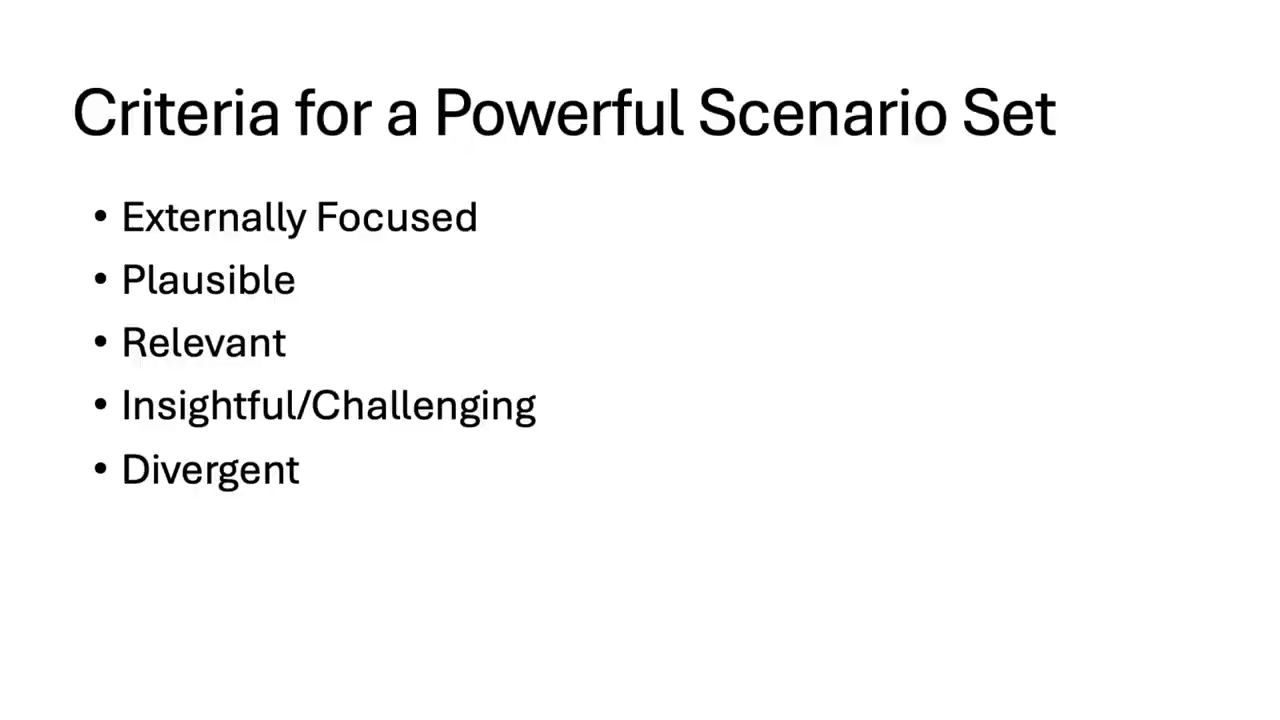 Criteria for a Powerful Scenario Set
• Externally Focused
• Plausible
• Relevant
• Insightful/Challenging
• Divergent